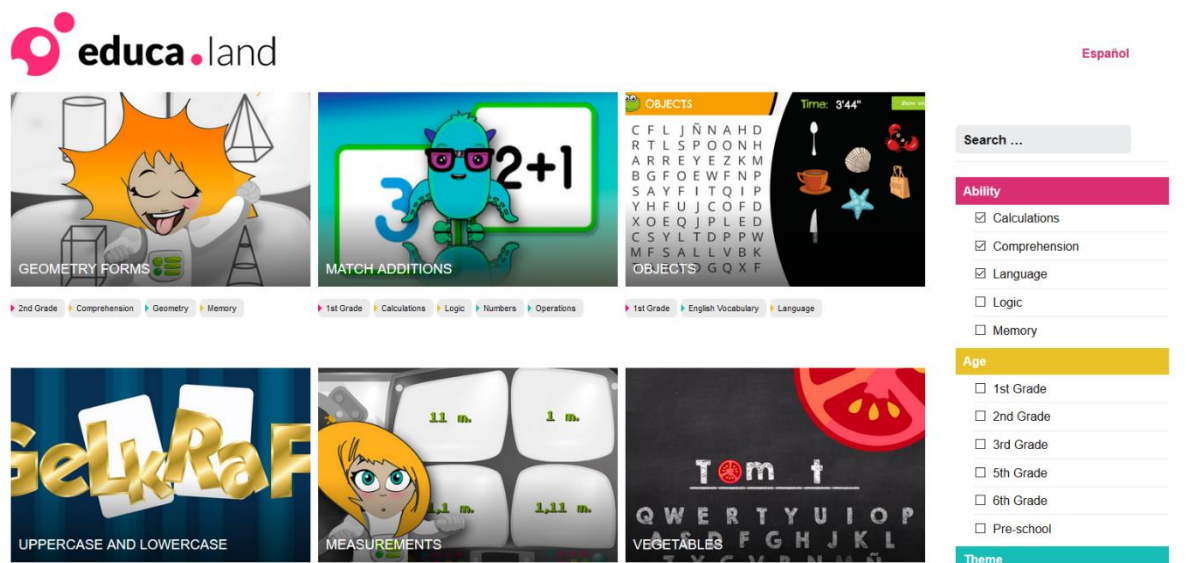 educa.land
Español
OBJECTS
Time: 3'44"
C F L J Ñ N A H D
R T L S P O O N H
A R R E Y E Z K M
B G F O E W F N P
S A Y F I T Q I P
Y H F U J C O F D
X O E Q J P L E D
C S Y L T D P P W
M F S A L L V B K
G Q X F
2+1
3
GEOMETRY FORMS
MATCH ADDITIONS
OBJECTS
2nd Grade
Comprehension
Geometry
Memory
1st Grade
Calculations
Logic
Numbers
Operations
1st Grade
English Vocabulary
Language
GeLkRaF
UPPERCASE AND LOWERCASE
11 m.
1 m.
1,1 m.
1,11 m.
MEASUREMENTS
T m t
Q W E R T Y U I O P
A S D F G H J K L
Z X C V B N M Ñ
VEGETABLES
Search ...
Ability
Calculations
Comprehension
Language
Logic
Memory
Age
1st Grade
2nd Grade
3rd Grade
5th Grade
6th Grade
Pre-school
Theme